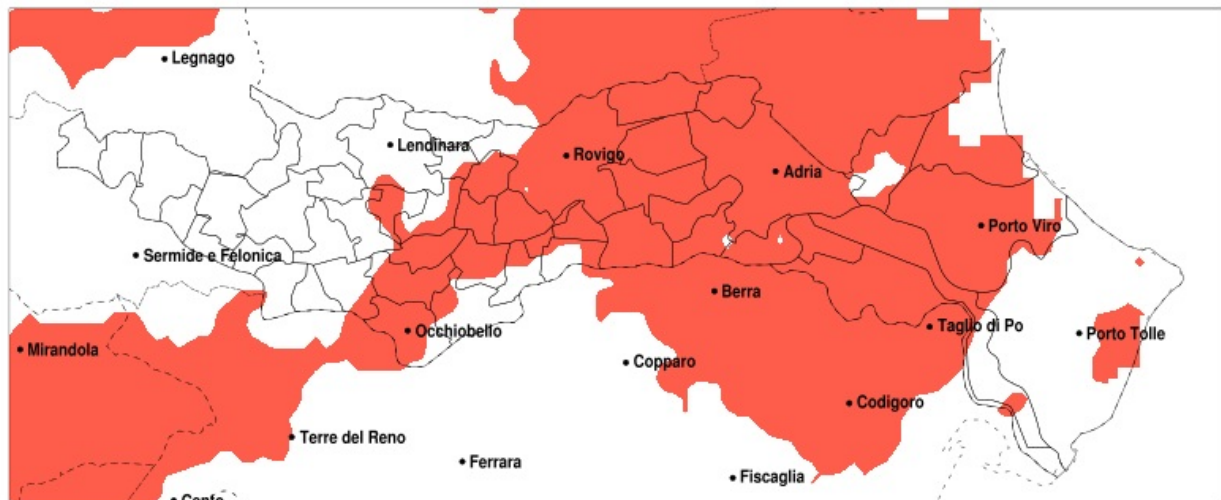 Legnago
Lendinara
Rovigo
Adria
Porto Viro
Sermide e Felonica
Berra
Occhiobello
Taglio di Po
Porto Tolle
Mirandola
Copparo
Codigoro
Terre del Reno
Ferrara
Fiscaglia